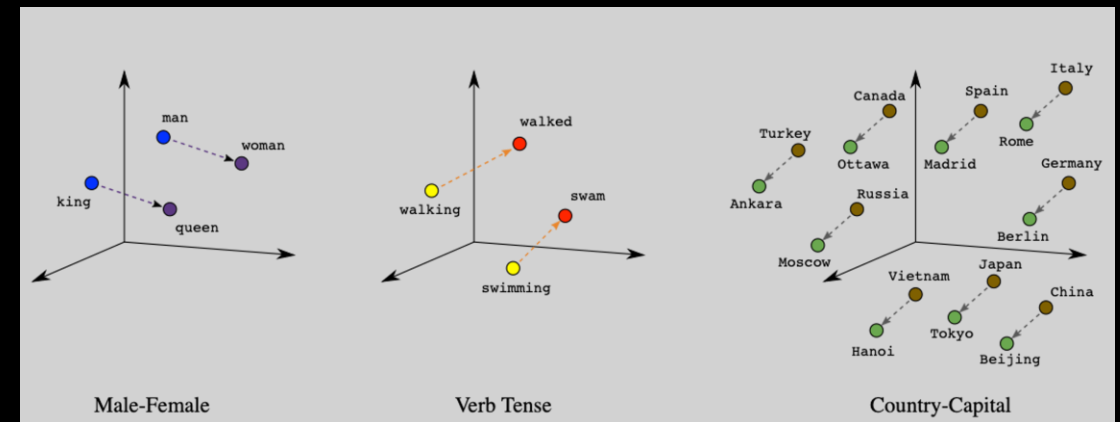 man
woman
king
queen
Male-Female
walked
walking
swam
swimming
Verb Tense
Italy
Spain
Canada
Rome
Turkey
Ottawa
Madrid
Germany
Ankara
Russia
Berlin
Moscow
Japan
Vietnam
China
Tokyo
Hanoi
Beijing
Country-Capital